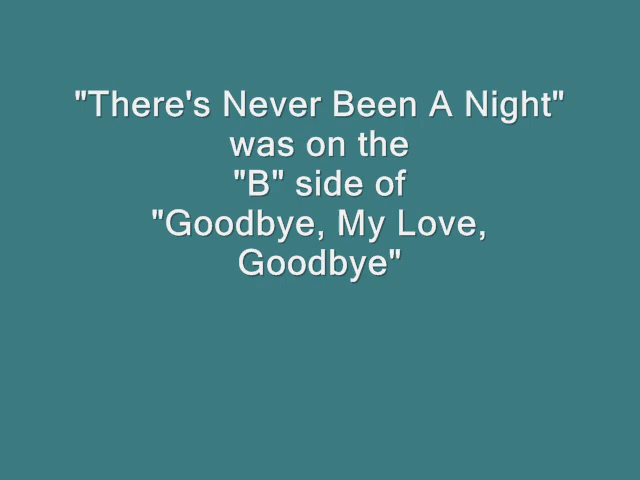 "There's Never Been A Night"
was on the
"B" side of
"Goodbye, My Love,
Goodbye"